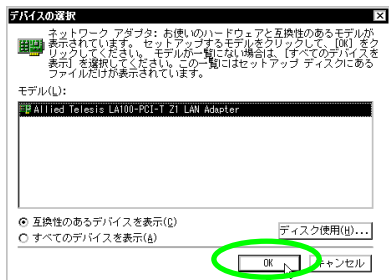 デバイスの選択
ネットワーク アダプタ: お使いのハードウェアと互換性のあるモデルが
表示されています。 セットアップするモデルをクリックして、[OK] をク
リックしてください。 モデルが一覧にない場合は、[すべてのデバイスを
表示] を選択してください。この一覧にはセットアップ ディスクにある
ファイルだけが表示されています。
モデル(L):
Allied Telesis LA100-PCI-T Z1 LAN Adapter
互換性のあるデバイスを表示(C)
すべてのデバイスを表示(A)
ディスク使用(H)...
OK
キャンセル